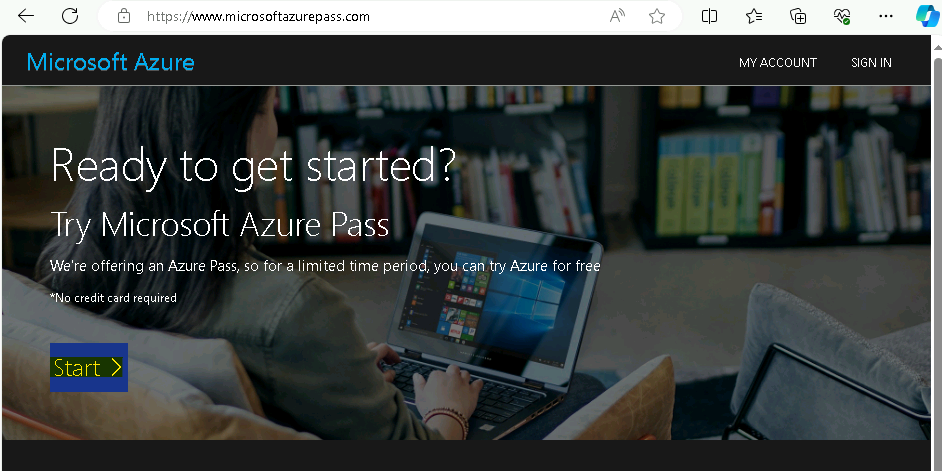 https://www.microsoftazurepass.com
Microsoft Azure
MY ACCOUNT
SIGN IN
Ready to get started?
Try Microsoft Azure Pass
We're offering an Azure Pass, so for a limited time period, you can try Azure for free
*No credit card required
Start >